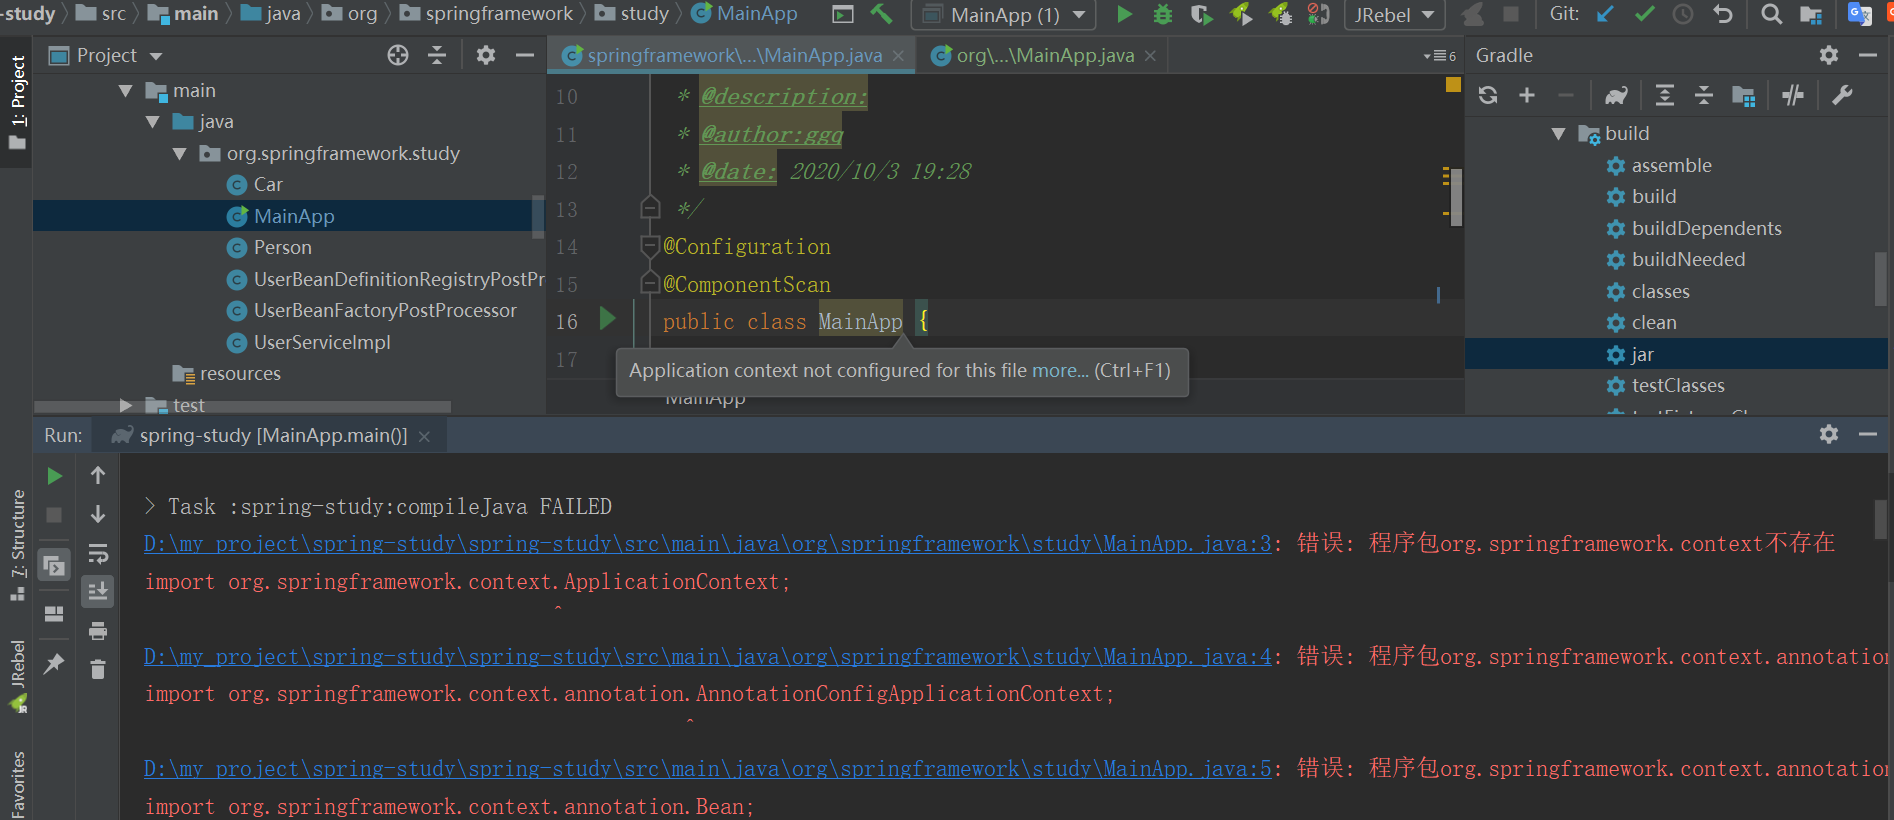 -study src main java org springframework study MainApp MainApp (1) JRebel Git:
Project
springframework\...\MainApp.java
org\...\MainApp.java
6
Gradle
1: Project
main
java
org.springframework.study
Car
MainApp
Person
UserBeanDefinitionRegistryPostPr
UserBeanFactoryPostProcessor
UserServiceImpl
resources
test
10 * @description:
11 * @author:ggq
12 * @date: 2020/10/3 19:28
13 */
14 @Configuration
15 @ComponentScan
16 public class MainApp {
17
Application context not configured for this file more... (Ctrl+F1)
MainApp
build
assemble
build
buildDependents
buildNeeded
classes
clean
jar
testClasses
Run: spring-study [MainApp.main()]
7: Structure
JRebel
Favorites
> Task :spring-study:compileJava FAILED
D:\my_project\spring-study\spring-study\src\main\java\org\springframework\study\MainApp.java:3: 错误: 程序包org.springframework.context不存在
import org.springframework.context.ApplicationContext;
^
D:\my_project\spring-study\spring-study\src\main\java\org\springframework\study\MainApp.java:4: 错误: 程序包org.springframework.context.annotation
import org.springframework.context.annotation.AnnotationConfigApplicationContext;
^
D:\my_project\spring-study\spring-study\src\main\java\org\springframework\study\MainApp.java:5: 错误: 程序包org.springframework.context.annotation
import org.springframework.context.annotation.Bean;